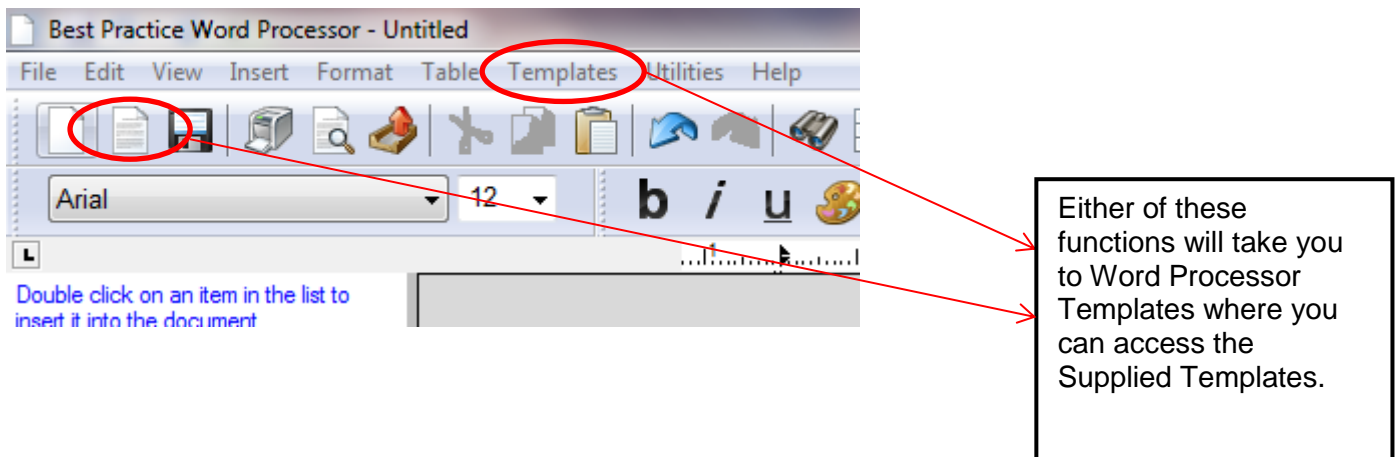 Best Practice Word Processor - Untitled
File Edit View Insert Format Table Templates Utilities Help
Arial 12 b i u
L
1
Double click on an item in the list to
insert it into the document
Either of these
functions will take you
to Word Processor
Templates where you
can access the
Supplied Templates.